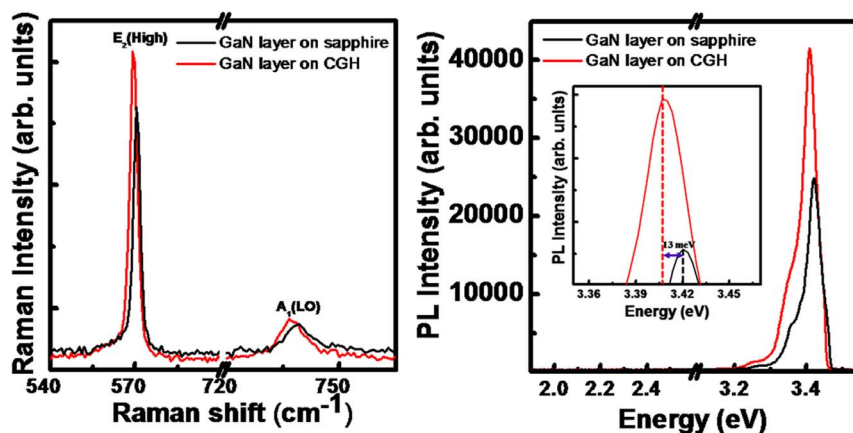 E₂(High)
GaN layer on sapphire
GaN layer on CGH
A₁(LO)
Raman Intensity (arb. units)
540 570 720 750
Raman shift (cm⁻¹)
GaN layer on sapphire
GaN layer on CGH
40000
30000
20000
10000
0
PL Intensity (arb. units)
13 meV
PL Intensity (arb. units)
3.36 3.39 3.42 3.45
Energy (eV)
2.0 2.2 2.4 3.2 3.4
Energy (eV)